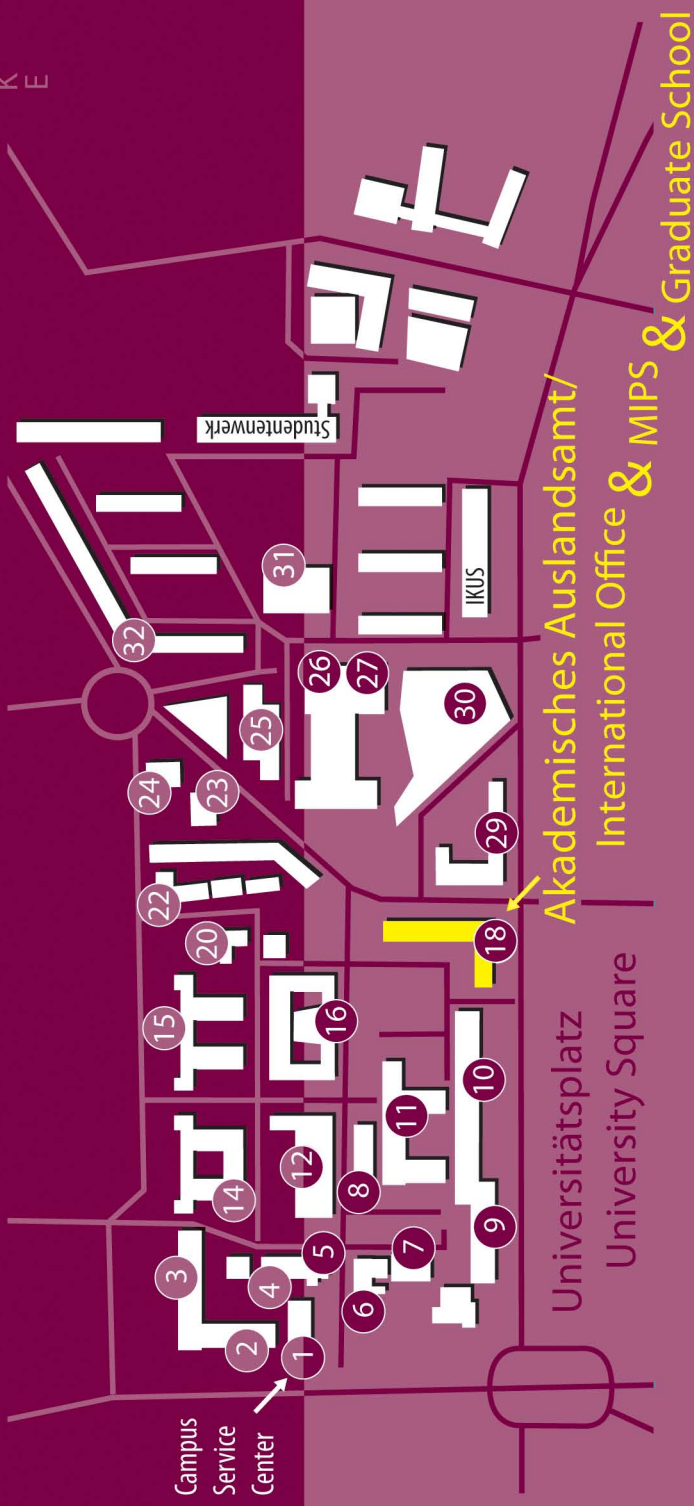 K
E
Campus
Service
Center
Studentenwerk
IKUS
1
2
3
4
5
6
7
8
9
10
11
12
14
15
16
18
20
22
23
24
25
26
27
29
30
31
32
Akademisches Auslandsamt/
International Office & MIPS & Graduate School
Universitätsplatz
University Square